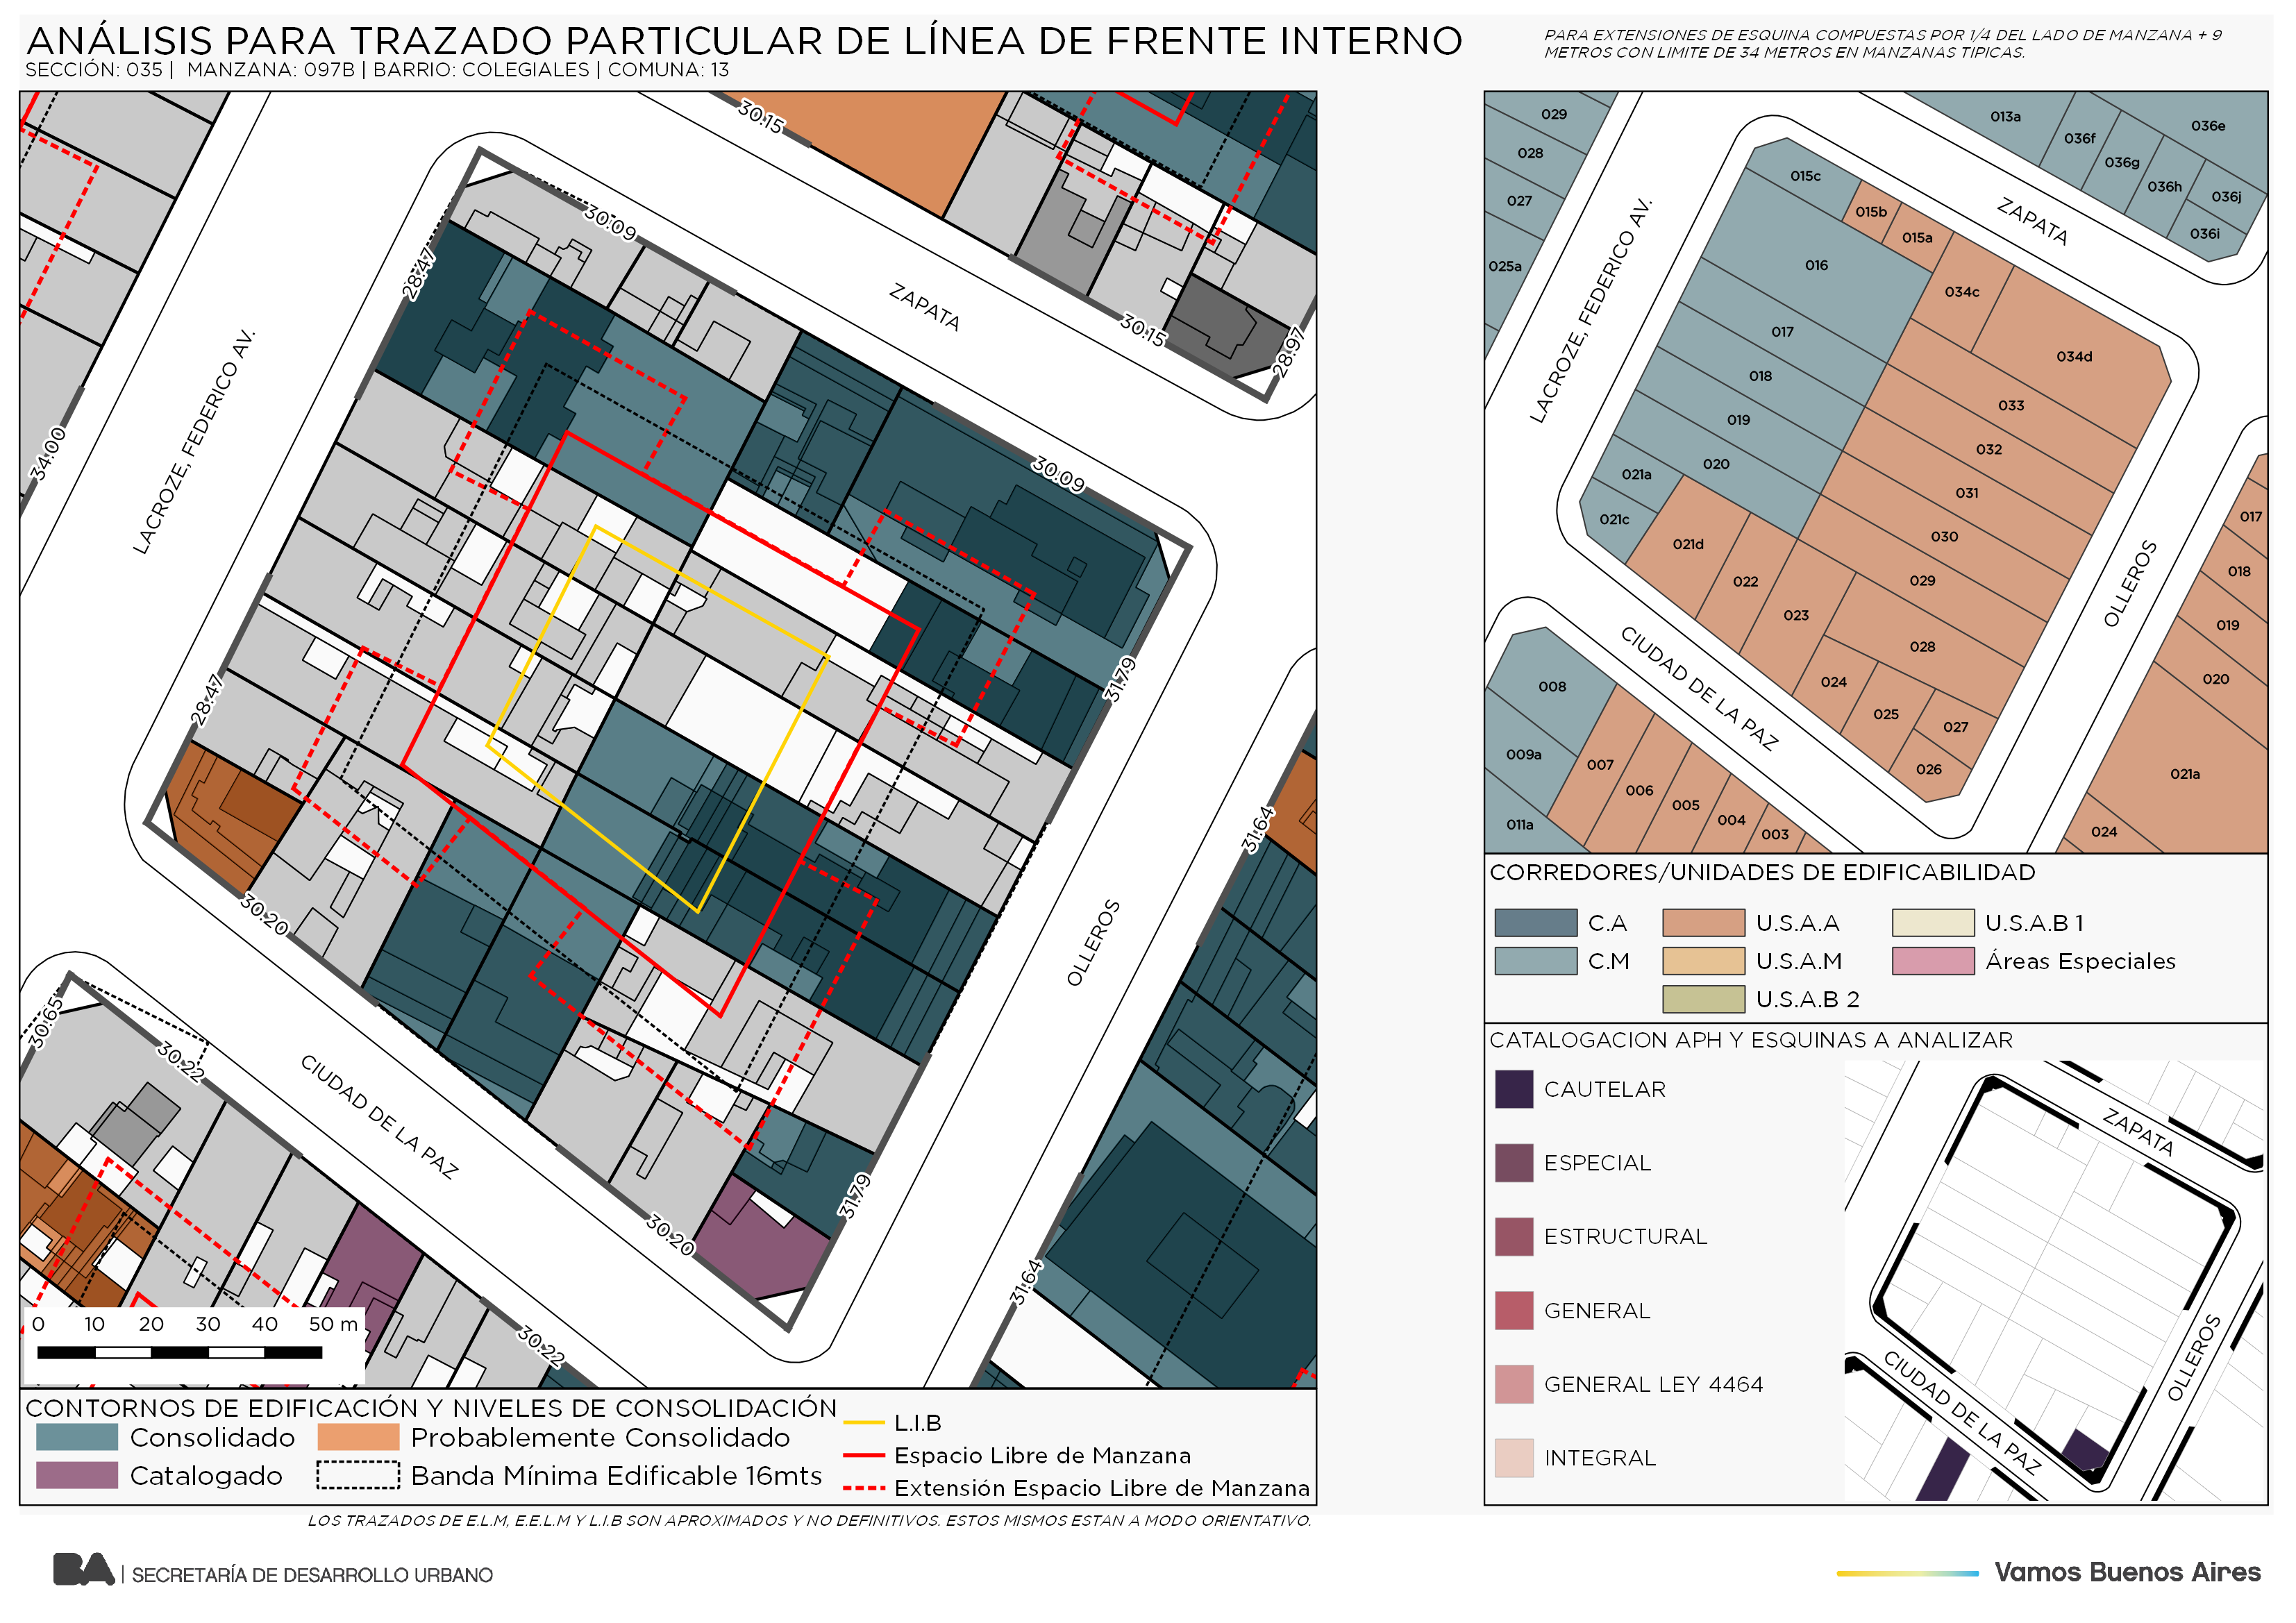 ANÁLISIS PARA TRAZADO PARTICULAR DE LÍNEA DE FRENTE INTERNO
SECCIÓN: 035 | MANZANA: 097B | BARRIO: COLEGIALES | COMUNA: 13
PARA EXTENSIONES DE ESQUINA COMPUESTAS POR 1/4 DEL LADO DE MANZANA + 9
METROS CON LIMITE DE 34 METROS EN MANZANAS TIPICAS.
30.15
30.09
28.47
ZAPATA
30.15
28.97
LACROZE, FEDERICO AV.
34.00
30.09
31.79
28.47
31.64
30.20
OLLEROS
30.65
30.22
CIUDAD DE LA PAZ
31.79
30.20
31.64
30.22
0 10 20 30 40 50 m
029
028
027
025a
013a
036e
036f
036g
036h
036j
036i
015c
015b
015a
ZAPATA
LACROZE, FEDERICO AV.
016
034c
034d
017
018
019
020
033
032
031
030
029
028
021a
021c
021d
022
023
024
025
027
026
OLLEROS
CIUDAD DE LA PAZ
017
018
019
020
021a
024
008
009a
011a
007
006
005
004
003
CORREDORES/UNIDADES DE EDIFICABILIDAD
C.A
U.S.A.A
U.S.A.B 1
C.M
U.S.A.M
Áreas Especiales
U.S.A.B 2
CATALOGACION APH Y ESQUINAS A ANALIZAR
CAUTELAR
ESPECIAL
ESTRUCTURAL
GENERAL
GENERAL LEY 4464
INTEGRAL
ZAPATA
OLLEROS
CIUDAD DE LA PAZ
CONTORNOS DE EDIFICACIÓN Y NIVELES DE CONSOLIDACIÓN
Consolidado
Probablemente Consolidado
Catalogado
Banda Mínima Edificable 16mts
L.I.B
Espacio Libre de Manzana
Extensión Espacio Libre de Manzana
LOS TRAZADOS DE E.L.M, E.E.L.M Y L.I.B SON APROXIMADOS Y NO DEFINITIVOS. ESTOS MISMOS ESTAN A MODO ORIENTATIVO.
BA | SECRETARÍA DE DESARROLLO URBANO
Vamos Buenos Aires